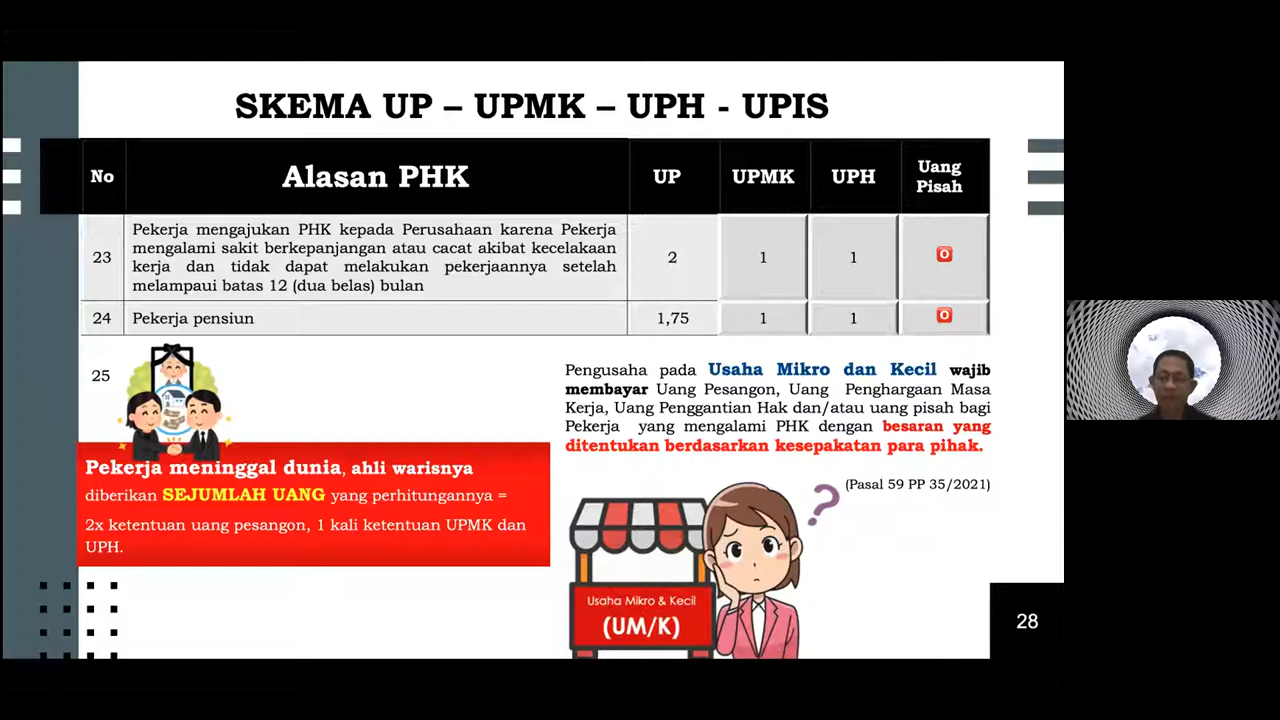 SKEMA UP – UPMK – UPH - UPIS
No Alasan PHK UP UPMK UPH Uang Pisah
23 Pekerja mengajukan PHK kepada Perusahaan karena Pekerja
mengalami sakit berkepanjangan atau cacat akibat kecelakaan
kerja dan tidak dapat melakukan pekerjaannya setelah
melampaui batas 12 (dua belas) bulan
2 1 1 O
24 Pekerja pensiun 1,75 1 1 O
25
Pekerja meninggal dunia, ahli warisnya
diberikan SEJUMLAH UANG yang perhitungannya =
2x ketentuan uang pesangon, 1 kali ketentuan UPMK dan
UPH.
Pengusaha pada Usaha Mikro dan Kecil wajib
membayar Uang Pesangon, Uang Penghargaan Masa
Kerja, Uang Penggantian Hak dan/atau uang pisah bagi
Pekerja yang mengalami PHK dengan besaran yang
ditentukan berdasarkan kesepakatan para pihak.
(Pasal 59 PP 35/2021)
?
Usaha Mikro & Kecil
(UM/K)
28